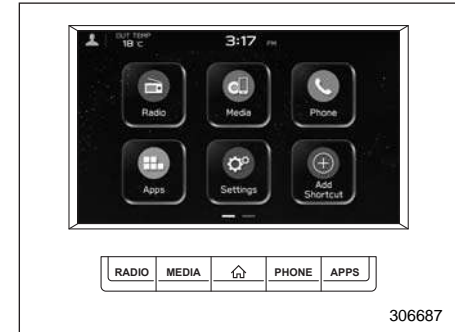 OUT TEMP
18 °C
3:17 PM
Radio
Media
Phone
Apps
Settings
Add
Shortcut
RADIO MEDIA PHONE APPS
306687